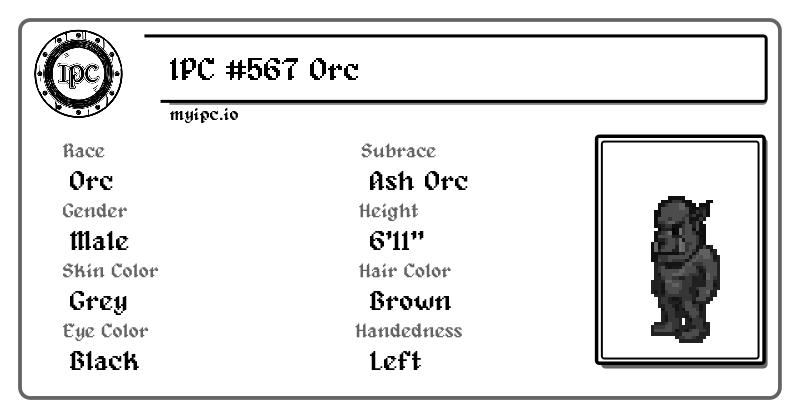 IPC
IPC #567 Orc
myipc.io
Race
Orc
Subrace
Ash Orc
Gender
Male
Height
6'11"
Skin Color
Grey
Hair Color
Brown
Eye Color
Black
Handedness
Left